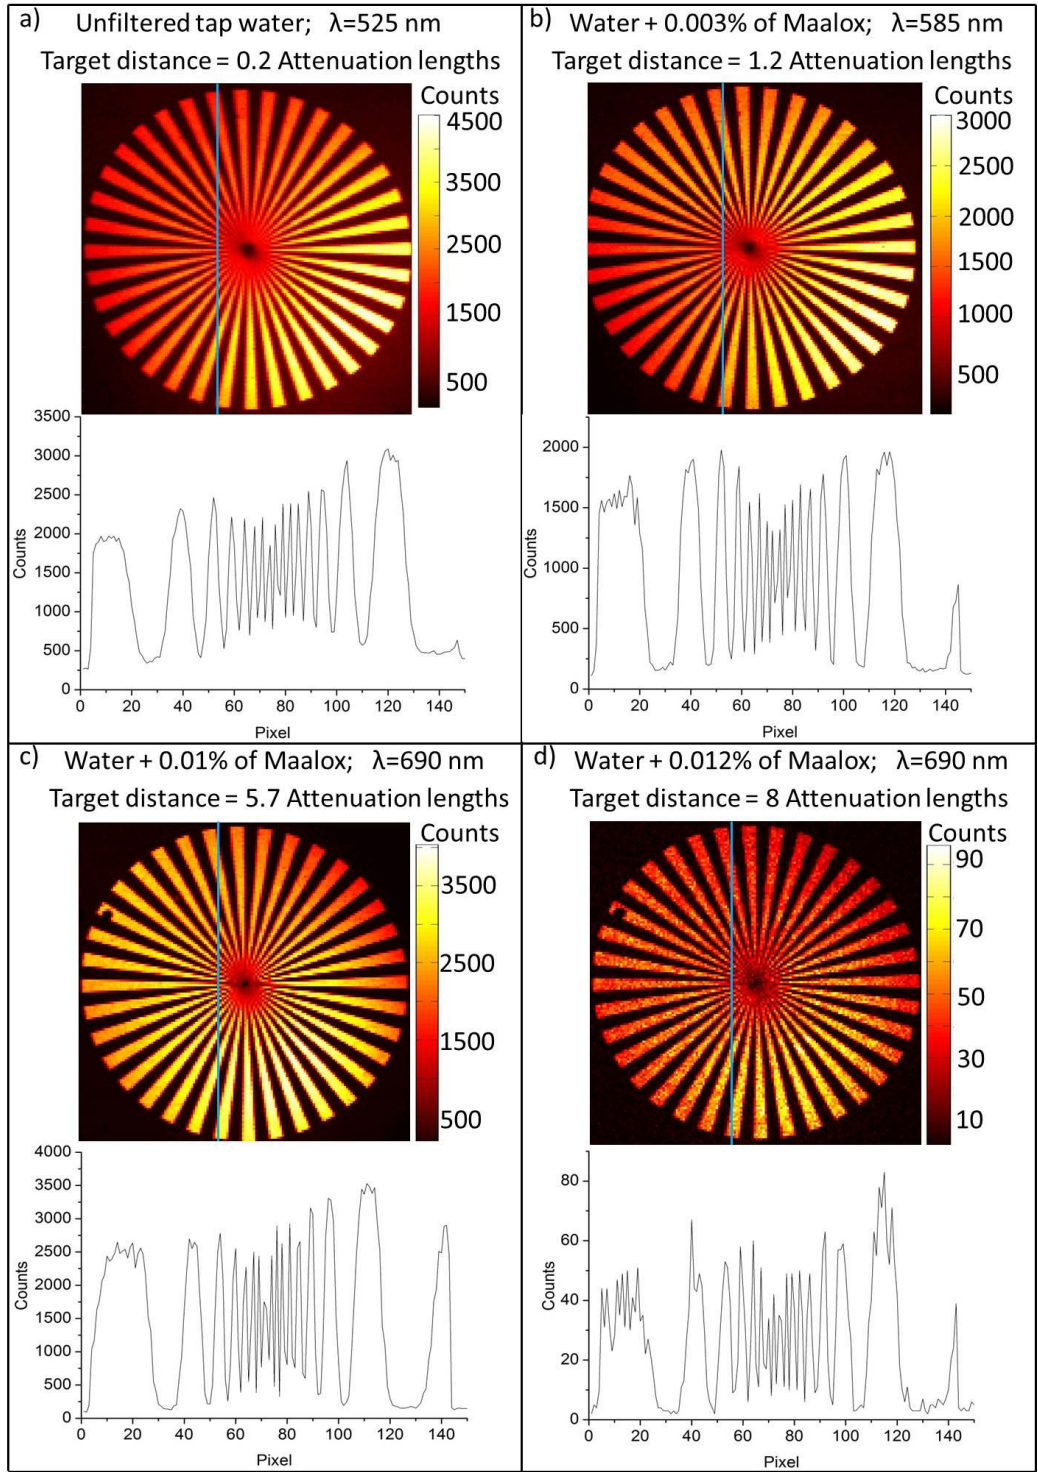 a) Unfiltered tap water; λ=525 nm
Target distance = 0.2 Attenuation lengths
Counts
4500
3500
2500
1500
500
3500
3000
2500
2000
1500
1000
500
0
Counts
0 20 40 60 80 100 120 140
Pixel
b) Water + 0.003% of Maalox; λ=585 nm
Target distance = 1.2 Attenuation lengths
Counts
3000
2500
2000
1500
1000
500
2000
1500
1000
500
0
Counts
0 20 40 60 80 100 120 140
Pixel
c) Water + 0.01% of Maalox; λ=690 nm
Target distance = 5.7 Attenuation lengths
Counts
3500
2500
1500
500
4000
3500
3000
2500
2000
1500
1000
500
0
Counts
0 20 40 60 80 100 120 140
Pixel
d) Water + 0.012% of Maalox; λ=690 nm
Target distance = 8 Attenuation lengths
Counts
90
70
50
30
10
80
60
40
20
0
Counts
0 20 40 60 80 100 120 140
Pixel